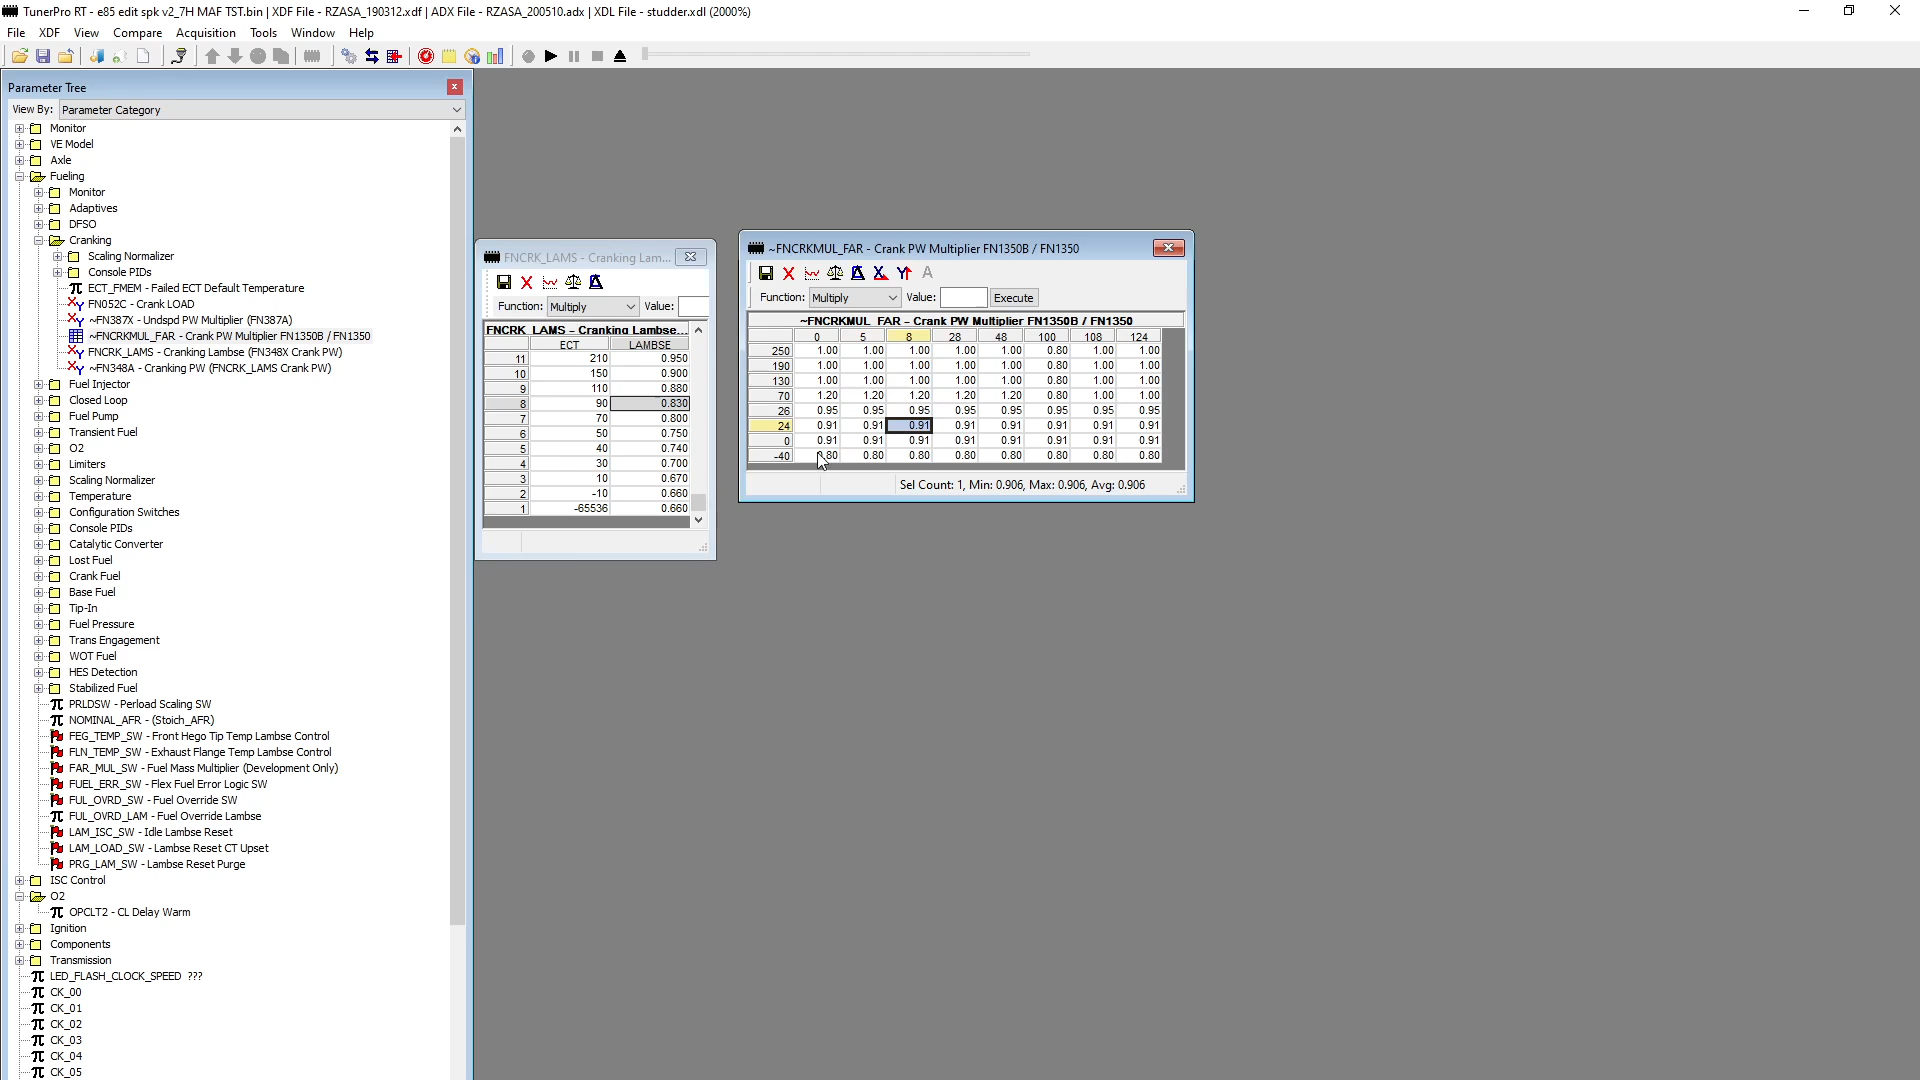 TunerPro RT - e85 edit spk v2_7H MAF TST.bin | XDF File - RZASA_190312.xdf | ADX File - RZASA_200510.adx | XDL File - studder.xdl (2000%)
File XDF View Compare Acquisition Tools Window Help
Parameter Tree
View By: Parameter Category
Monitor
VE Model
Axle
Fueling
Monitor
Adaptives
DFSO
Cranking
Scaling Normalizer
Console PIDs
ECT_FMEM - Failed ECT Default Temperature
FN052C - Crank LOAD
~FN387X - Undspd PW Multiplier (FN387A)
~FNCRKMUL_FAR - Crank PW Multiplier FN1350B / FN1350
FNCRK_LAMS - Cranking Lambse (FN348X Crank PW)
~FN348A - Cranking PW (FNCRK_LAMS Crank PW)
Fuel Injector
Closed Loop
Fuel Pump
Transient Fuel
O2
Limiters
Scaling Normalizer
Temperature
Configuration Switches
Console PIDs
Catalytic Converter
Lost Fuel
Crank Fuel
Base Fuel
Tip-In
Fuel Pressure
Trans Engagement
WOT Fuel
HES Detection
Stabilized Fuel
PRLDSW - Perload Scaling SW
NOMINAL_AFR - (Stoich_AFR)
FEG_TEMP_SW - Front Hego Tip Temp Lambse Control
FLN_TEMP_SW - Exhaust Flange Temp Lambse Control
FAR_MUL_SW - Fuel Mass Multiplier (Development Only)
FUEL_ERR_SW - Flex Fuel Error Logic SW
FUL_OVRD_SW - Fuel Override SW
FUL_OVRD_LAM - Fuel Override Lambse
LAM_ISC_SW - Idle Lambse Reset
LAM_LOAD_SW - Lambse Reset CT Upset
PRG_LAM_SW - Lambse Reset Purge
ISC Control
O2
OPCLT2 - CL Delay Warm
Ignition
Components
Transmission
LED_FLASH_CLOCK_SPEED ???
CK_00
CK_01
CK_02
CK_03
CK_04
CK_05
FNCRK_LAMS - Cranking Lam...
Function: Multiply Value:
FNCRK_LAMS - Cranking Lambse...
ECT LAMBSE
11 210 0.950
10 150 0.900
9 110 0.880
8 90 0.830
7 70 0.800
6 50 0.750
5 40 0.740
4 30 0.700
3 10 0.670
2 -10 0.660
1 -65536 0.660
~FNCRKMUL_FAR - Crank PW Multiplier FN1350B / FN1350
Function: Multiply Value: Execute
~FNCRKMUL_FAR - Crank PW Multiplier FN1350B / FN1350
0 5 8 28 48 100 108 124
250 1.00 1.00 1.00 1.00 1.00 0.80 1.00 1.00
190 1.00 1.00 1.00 1.00 1.00 0.80 1.00 1.00
130 1.00 1.00 1.00 1.00 1.00 0.80 1.00 1.00
70 1.20 1.20 1.20 1.20 1.20 0.80 1.00 1.00
26 0.95 0.95 0.95 0.95 0.95 0.95 0.95 0.95
24 0.91 0.91 0.91 0.91 0.91 0.91 0.91 0.91
0 0.91 0.91 0.91 0.91 0.91 0.91 0.91 0.91
-40 0.80 0.80 0.80 0.80 0.80 0.80 0.80 0.80
Sel Count: 1, Min: 0.906, Max: 0.906, Avg: 0.906